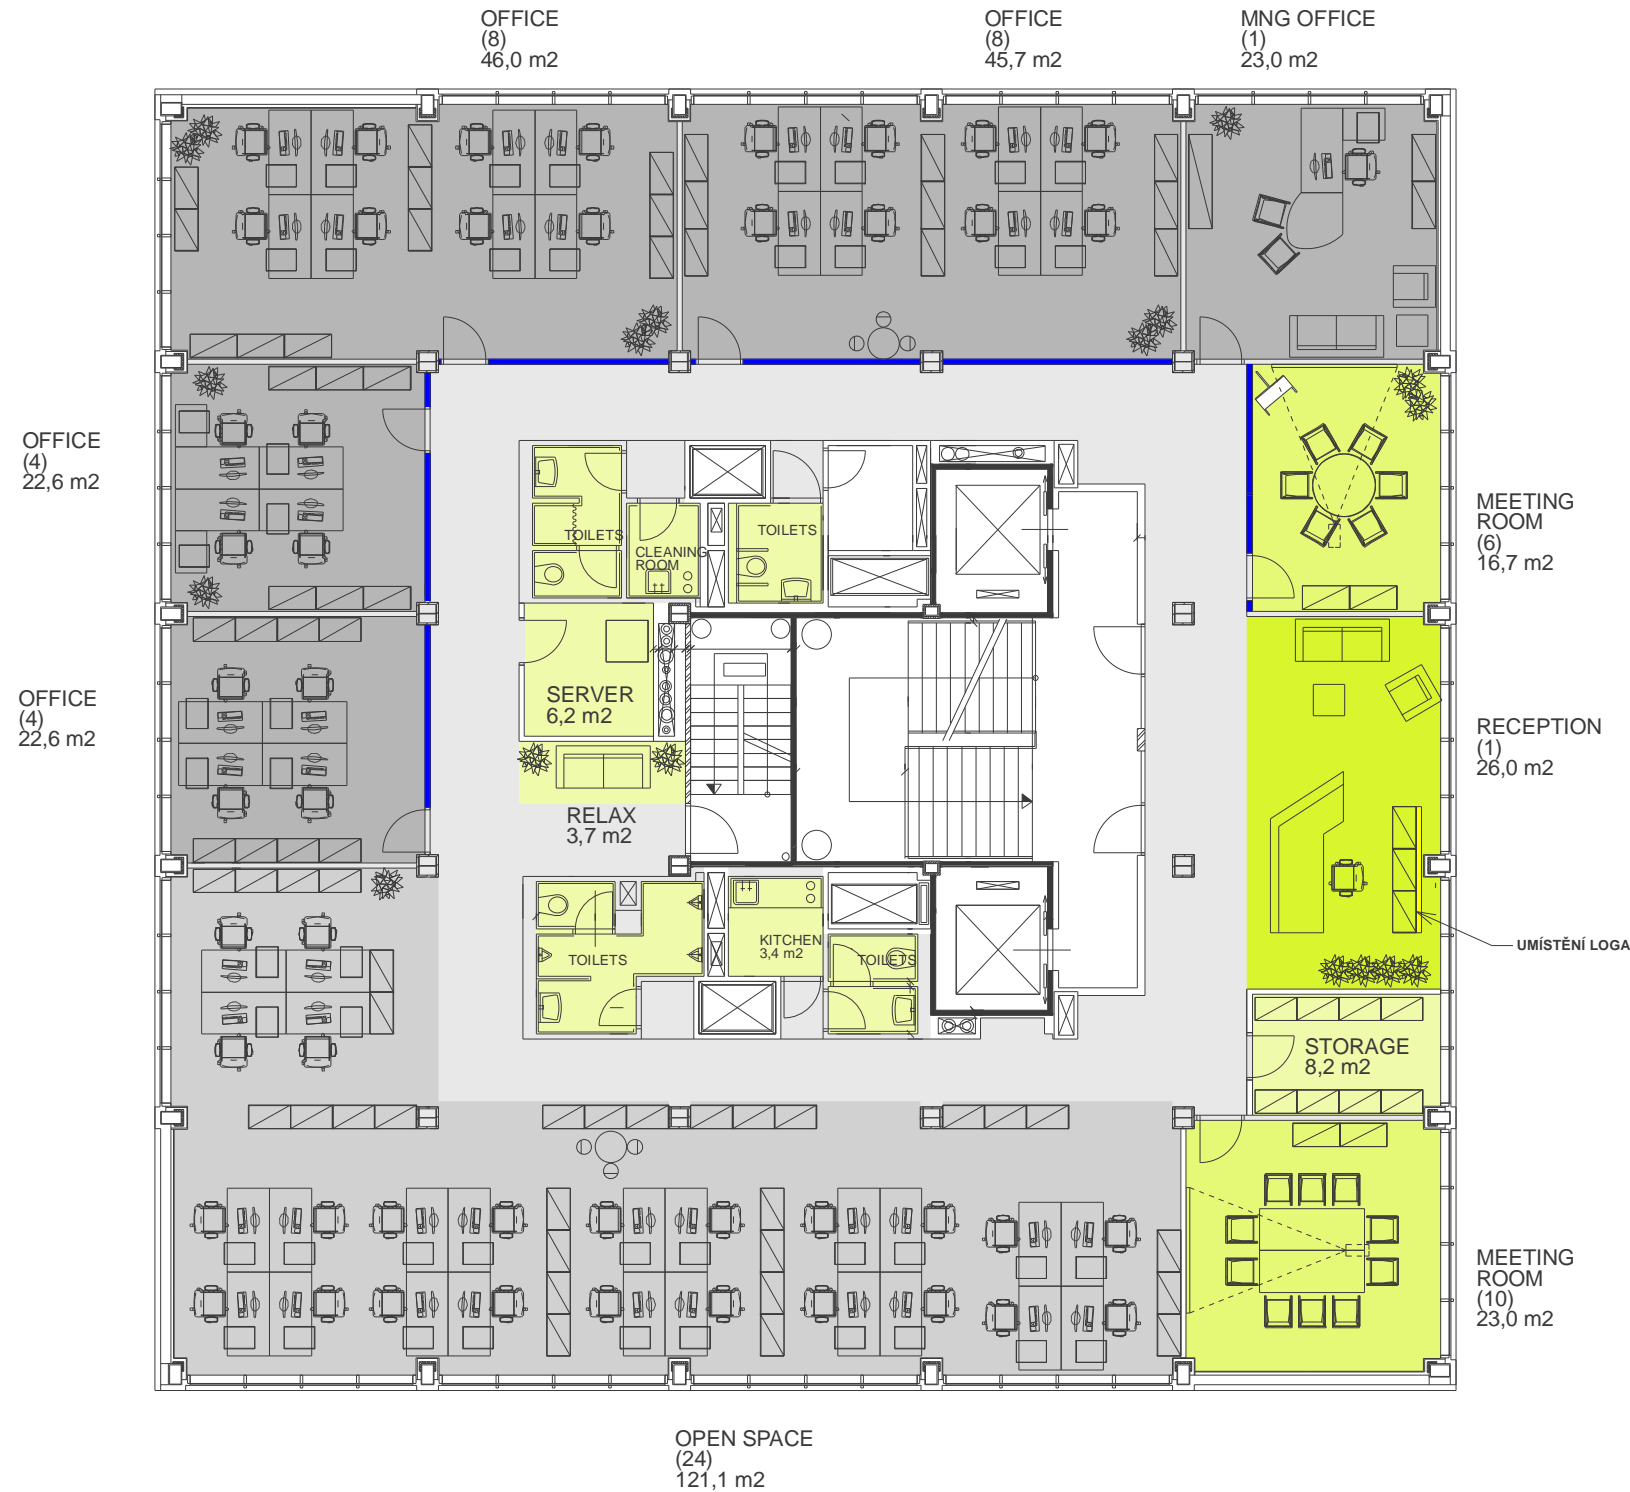 OFFICE
(8)
46,0 m2
OFFICE
(8)
45,7 m2
MNG OFFICE
(1)
23,0 m2
OFFICE
(4)
22,6 m2
TOILETS
CLEANING
ROOM
TOILETS
MEETING
ROOM
(6)
16,7 m2
OFFICE
(4)
22,6 m2
SERVER
6,2 m2
RELAX
3,7 m2
RECEPTION
(1)
26,0 m2
TOILETS
KITCHEN
3,4 m2
TOILETS
UMÍSTĚNÍ LOGA
STORAGE
8,2 m2
MEETING
ROOM
(10)
23,0 m2
OPEN SPACE
(24)
121,1 m2